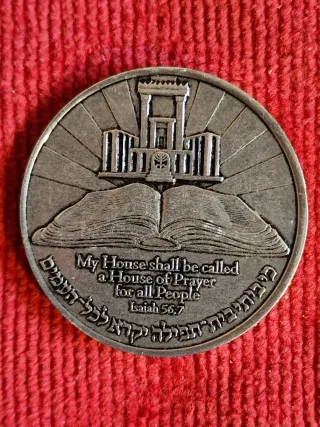 My House shall be called
a House of Prayer
for all People
Isaiah 56:7
כי ביתי בית-תפילה יקרא לכל-העמים